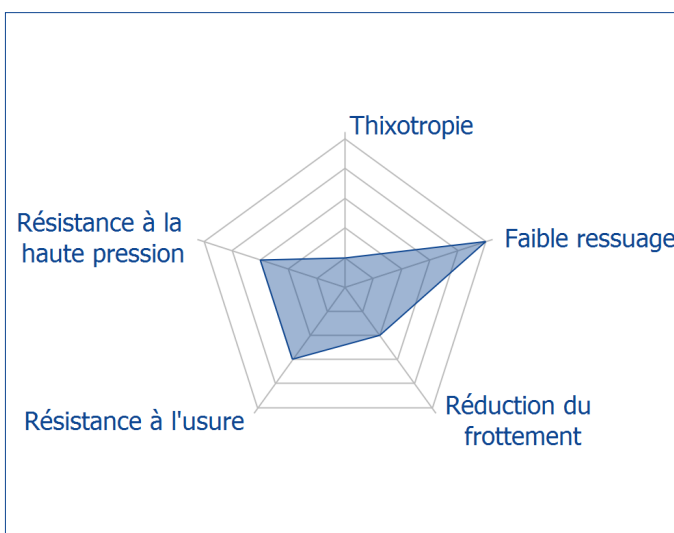 Thixotropie
Résistance à la
haute pression
Faible ressuage
Résistance à l'usure
Réduction du
frottement